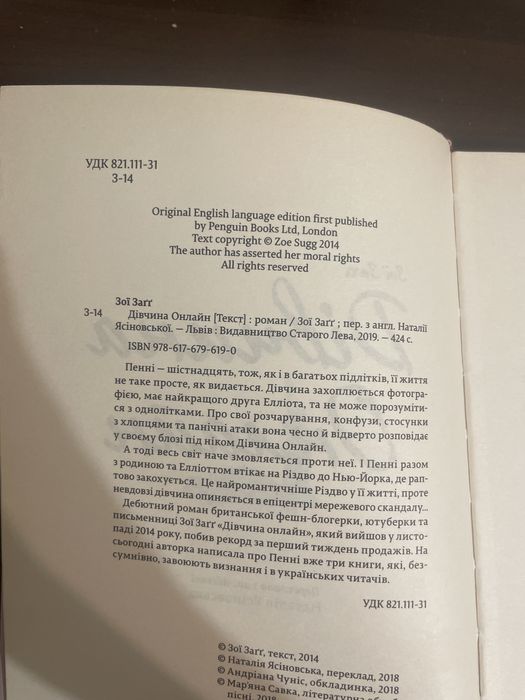 УДК 821.111-31
З-14
Original English language edition first published
by Penguin Books Ltd, London
Text copyright © Zoe Sugg 2014
The author has asserted her moral rights
All rights reserved
Зої Заґґ
З-14 Дівчина Онлайн [Текст] : роман / Зої Заґґ ; пер. з англ. Наталії
Ясіновської. – Львів : Видавництво Старого Лева, 2019. – 424 с.
ISBN 978-617-679-619-0
Пенні — шістнадцять, тож, як і в багатьох підлітків, її життя
не таке просте, як видається. Дівчина захоплюється фотогра-
фією, має найкращого друга Елліота, та не може порозуміти-
ся з однолітками. Про свої розчарування, конфузи, стосунки
з хлопцями та панічні атаки вона чесно й відверто розповідає
у своєму блозі під ніком Дівчина Онлайн.
А тоді весь світ наче змовляється проти неї. І Пенні разом
з родиною та Елліоттом втікає на Різдво до Нью-Йорка, де рап-
тово закохується. Це найромантичніше Різдво у її житті, проте
невдовзі дівчина опиняється в епіцентрі мережевого скандалу...
Дебютний роман британської фешн-блогерки, ютуберки та
письменниці Зої Заґґ «Дівчина онлайн», який вийшов у листо-
паді 2014 року, побив рекорд за перший тиждень продажів. На
сьогодні авторка написала про Пенні вже три книги, які, без-
сумнівно, завоюють визнання і в українських читачів.
УДК 821.111-31
© Зої Заґґ, текст, 2014
© Наталія Ясіновська, переклад, 2018
© Андріана Чуніс, обкладинка, 2018
© Мар'яна Савка, літературна
пісні, 2018